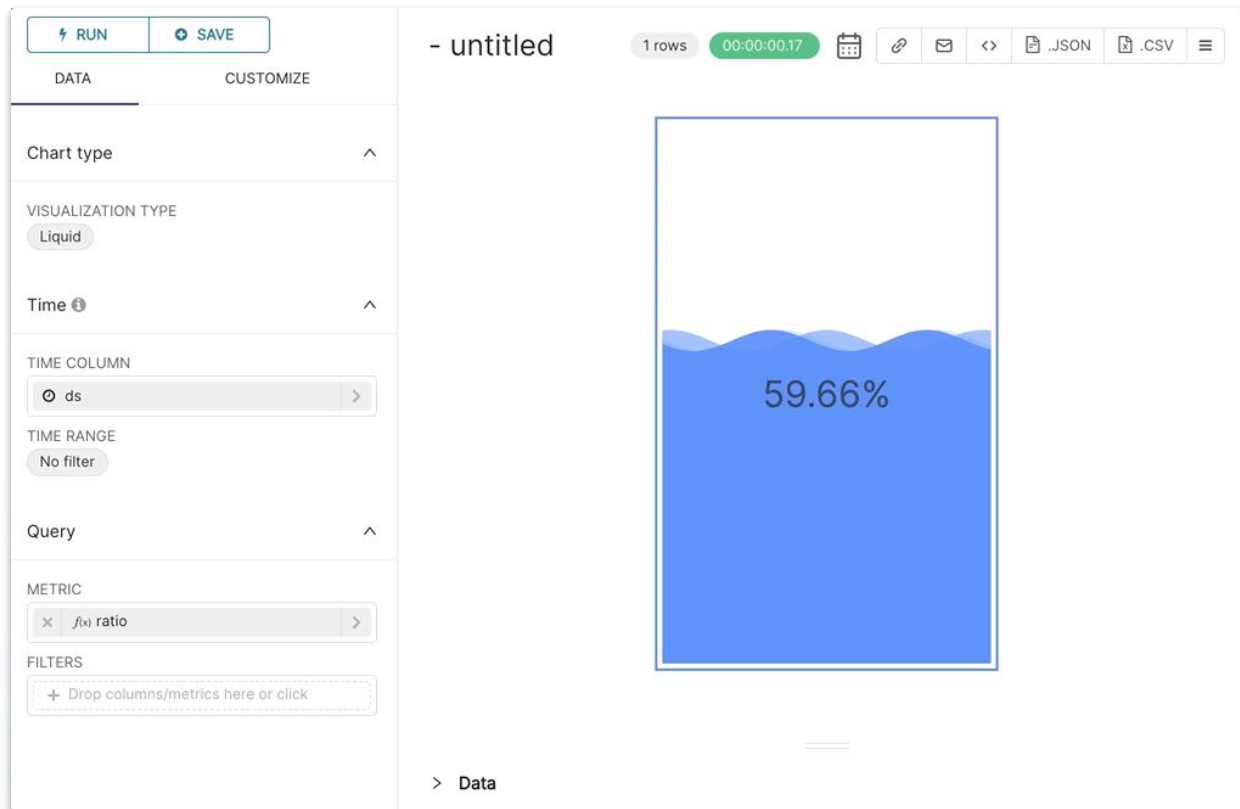 RUN
SAVE
DATA
CUSTOMIZE
Chart type
VISUALIZATION TYPE
Liquid
Time
TIME COLUMN
ds
TIME RANGE
No filter
Query
METRIC
f(x) ratio
FILTERS
+ Drop columns/metrics here or click
- untitled
1 rows
00:00:00.17
.JSON
.CSV
59.66%
Data